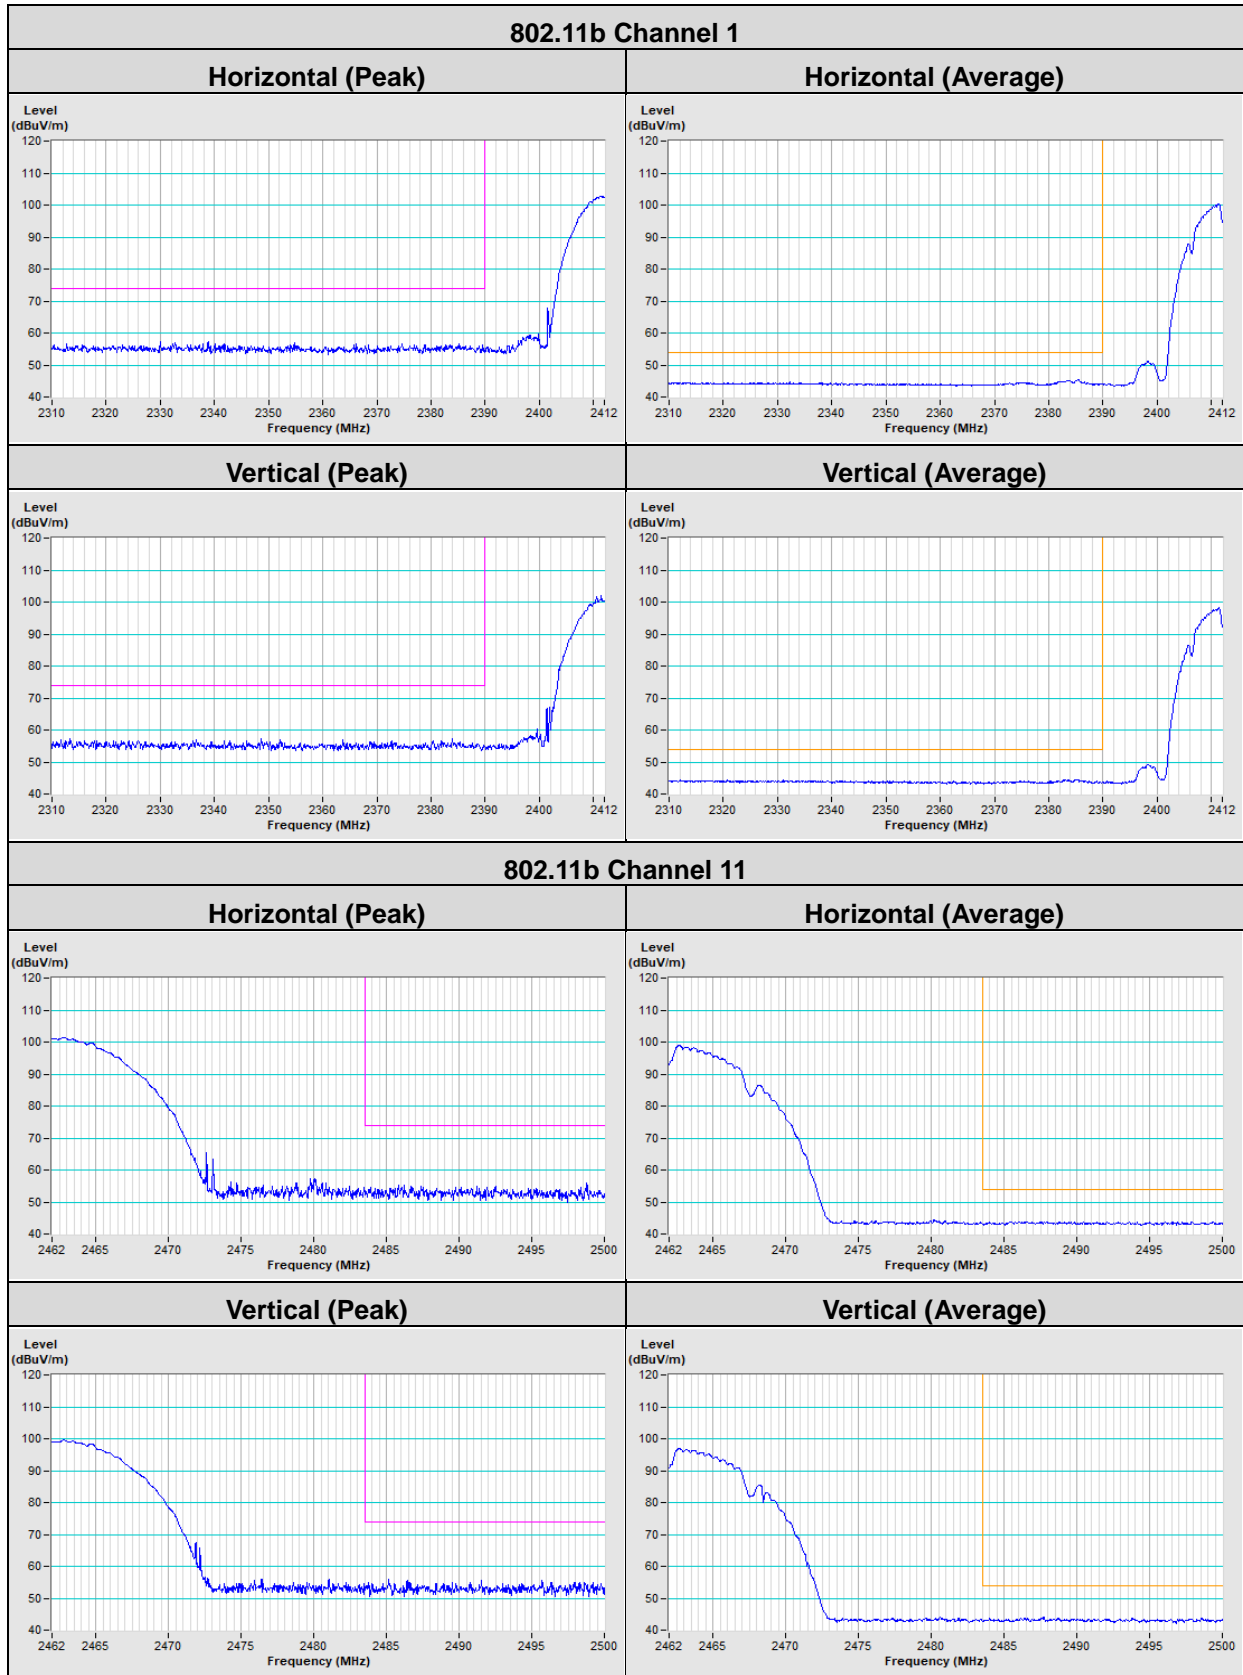 802.11b Channel 1
Horizontal (Peak) Horizontal (Average)
Level Level
(dBuV/m) (dBuV/m)
120 120
110 110
100 100
90 90
80 80
70 70
60 60
50 50
40 40
2310 2320 2330 2340 2350 2360 2370 2380 2390 2400 2412 2310 2320 2330 2340 2350 2360 2370 2380 2390 2400 2412
Frequency (MHz) Frequency (MHz)
Vertical (Peak) Vertical (Average)
Level Level
(dBuV/m) (dBuV/m)
120 120
110 110
100 100
90 90
80 80
70 70
60 60
50 50
40 40
2310 2320 2330 2340 2350 2360 2370 2380 2390 2400 2412 2310 2320 2330 2340 2350 2360 2370 2380 2390 2400 2412
Frequency (MHz) Frequency (MHz)
802.11b Channel 11
Horizontal (Peak) Horizontal (Average)
Level Level
(dBuV/m) (dBuV/m)
120 120
110 110
100 100
90 90
80 80
70 70
60 60
50 50
40 40
2462 2465 2470 2475 2480 2485 2490 2495 2500 2462 2465 2470 2475 2480 2485 2490 2495 2500
Frequency (MHz) Frequency (MHz)
Vertical (Peak) Vertical (Average)
Level Level
(dBuV/m) (dBuV/m)
120 120
110 110
100 100
90 90
80 80
70 70
60 60
50 50
40 40
2462 2465 2470 2475 2480 2485 2490 2495 2500 2462 2465 2470 2475 2480 2485 2490 2495 2500
Frequency (MHz) Frequency (MHz)